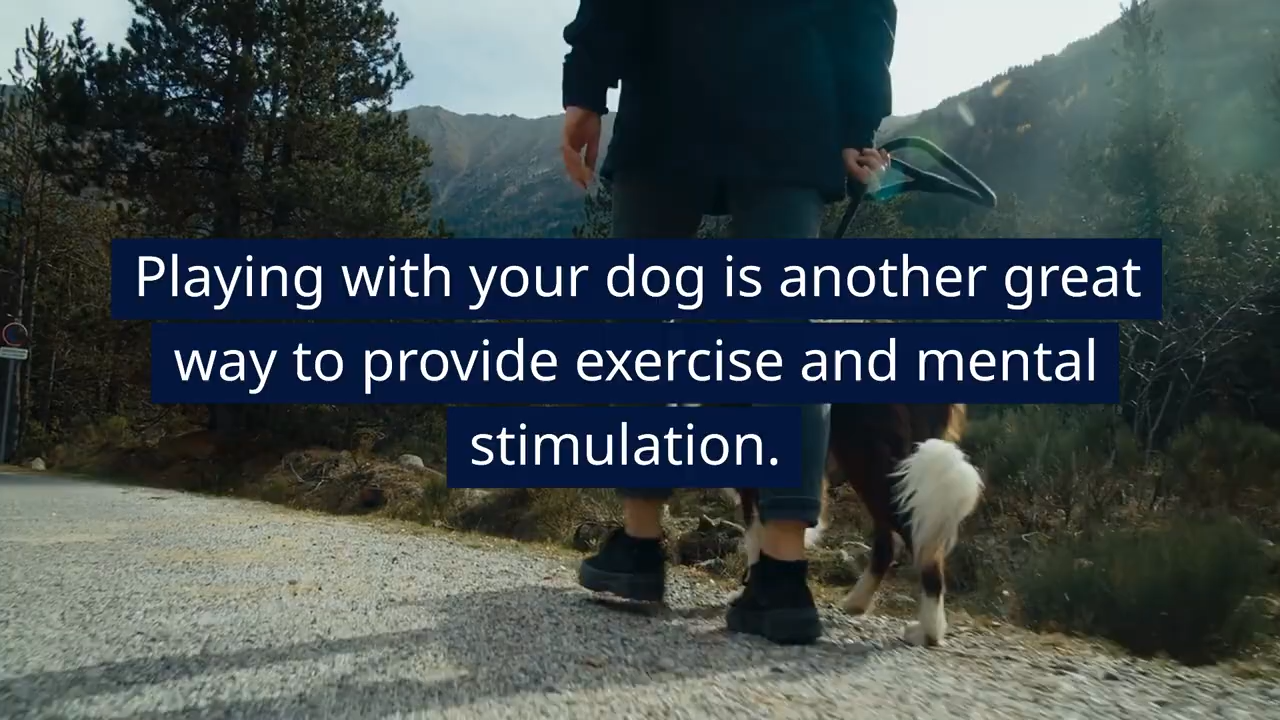 Playing with your dog is another great
way to provide exercise and mental
stimulation.